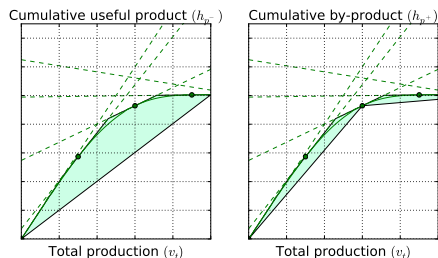 Cumulative useful product (h_{p^-})
Cumulative by-product (h_{p^+})
Total production (v_t)
Total production (v_t)